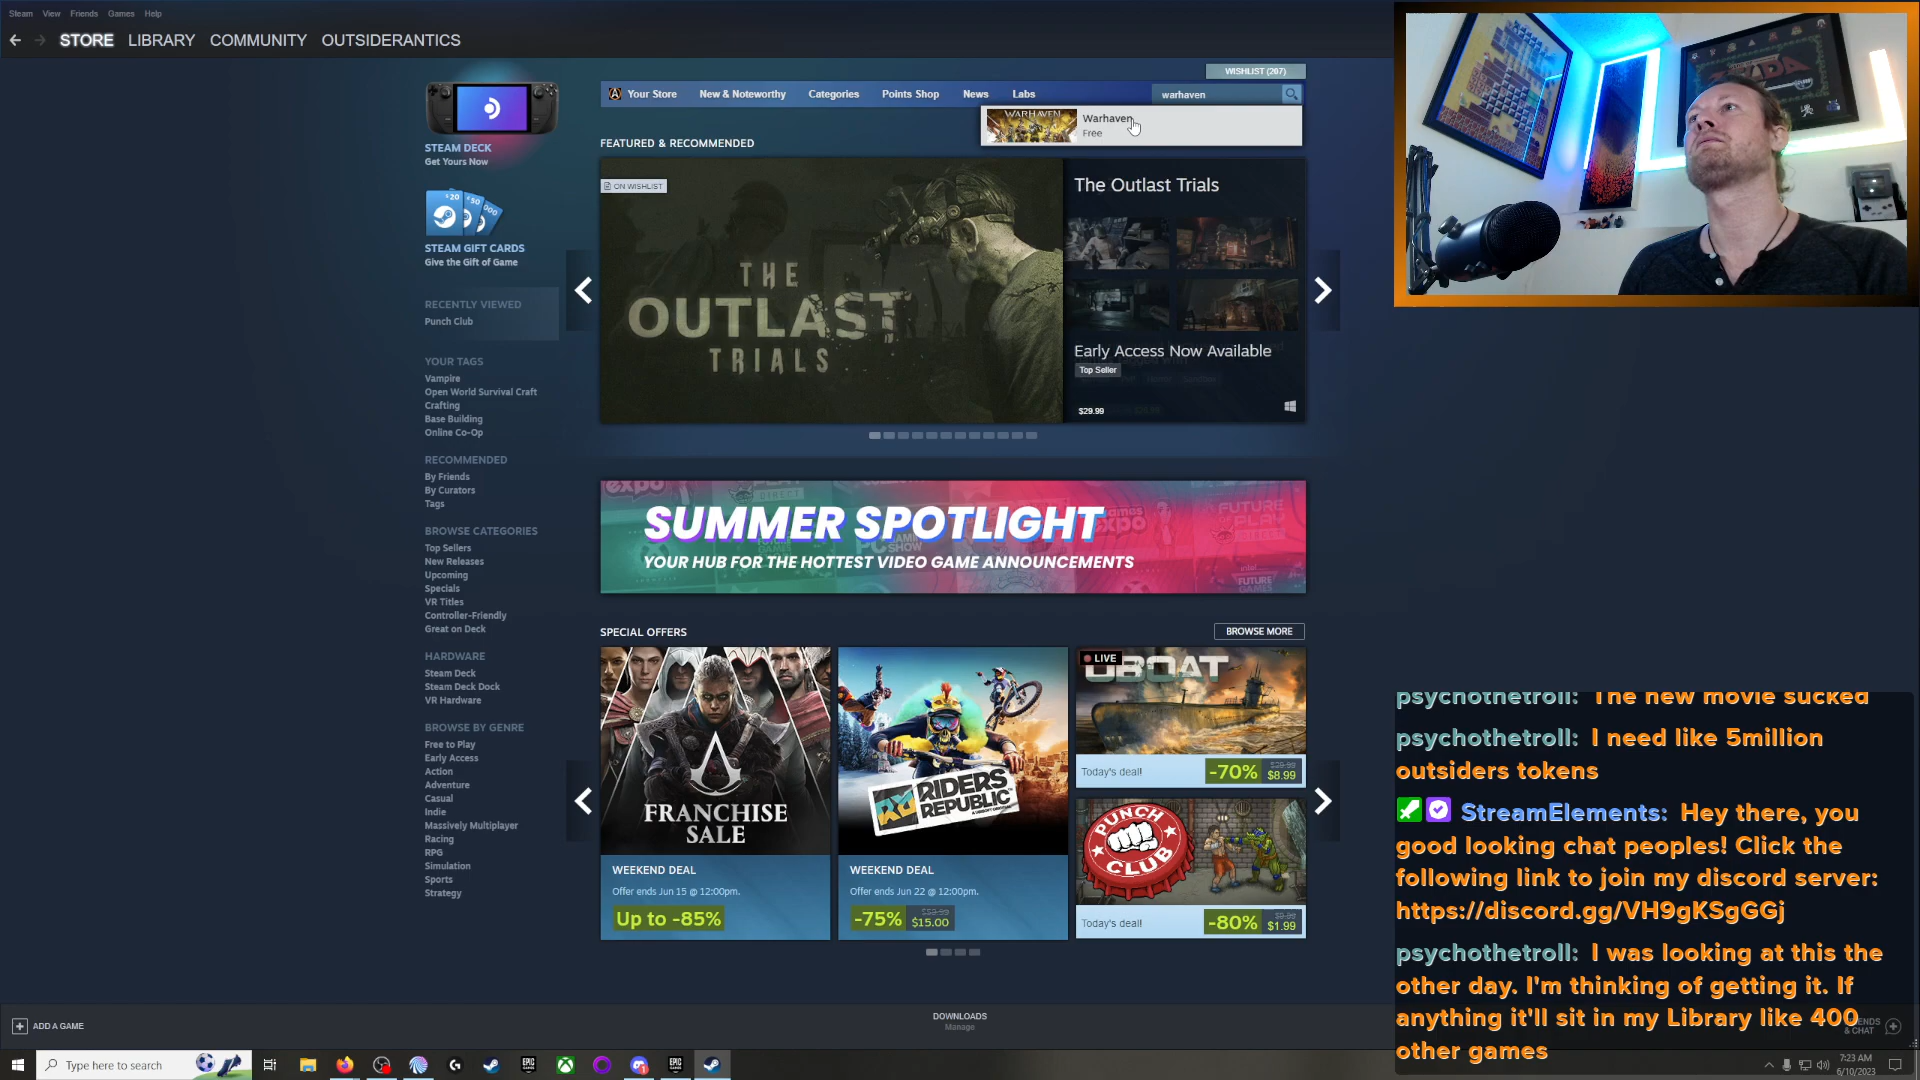 Steam View Friends Games Help
STORE LIBRARY COMMUNITY OUTSIDERANTICS
WISHLIST (207)
Your Store New & Noteworthy Categories Points Shop News Labs warhaven
WARHAVEN
Warhaven
Free
STEAM DECK
Get Yours Now
STEAM GIFT CARDS
Give the Gift of Game
RECENTLY VIEWED
Punch Club
YOUR TAGS
Vampire
Open World Survival Craft
Crafting
Base Building
Online Co-Op
RECOMMENDED
By Friends
By Curators
Tags
BROWSE CATEGORIES
Top Sellers
New Releases
Upcoming
Specials
VR Titles
Controller-Friendly
Great on Deck
HARDWARE
Steam Deck
Steam Deck Dock
VR Hardware
BROWSE BY GENRE
Free to Play
Early Access
Action
Adventure
Casual
Indie
Massively Multiplayer
Racing
RPG
Simulation
Sports
Strategy
FEATURED & RECOMMENDED
ON WISHLIST
THE
OUTLAST
TRIALS
The Outlast Trials
Early Access Now Available
Top Seller
$29.99
SUMMER SPOTLIGHT
YOUR HUB FOR THE HOTTEST VIDEO GAME ANNOUNCEMENTS
SPECIAL OFFERS
BROWSE MORE
FRANCHISE
SALE
WEEKEND DEAL
Offer ends Jun 15 @ 12:00pm.
Up to -85%
RIDERS
REPUBLIC
WEEKEND DEAL
Offer ends Jun 22 @ 12:00pm.
-75% $15.00
LIVE
UBOAT
Today's deal!
-70% $8.99
PUNCH
CLUB
Today's deal!
-80% $1.99
ADD A GAME
DOWNLOADS
Manage
psychothetroll: The new movie sucked
psychothetroll: I need like 5million
outsiders tokens
StreamElements: Hey there, you
good looking chat peoples! Click the
following link to join my discord server:
https://discord.gg/VH9gKSgGGj
psychothetroll: I was looking at this the
other day. I'm thinking of getting it. If
anything it'll sit in my Library like 400
other games
Type here to search
7:23 AM
6/10/2023